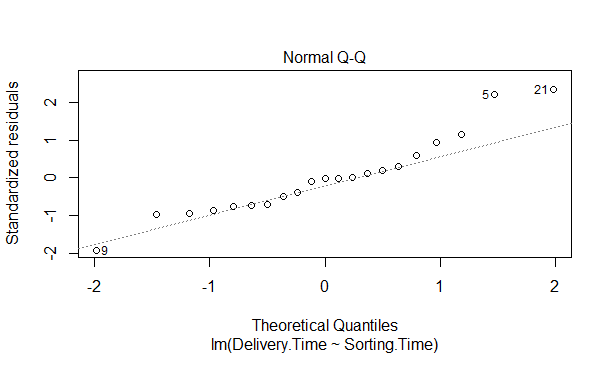 Normal Q-Q
Standardized residuals
2
1
0
-1
-2
5
21
9
-2 -1 0 1 2
Theoretical Quantiles
lm(Delivery.Time ~ Sorting.Time)